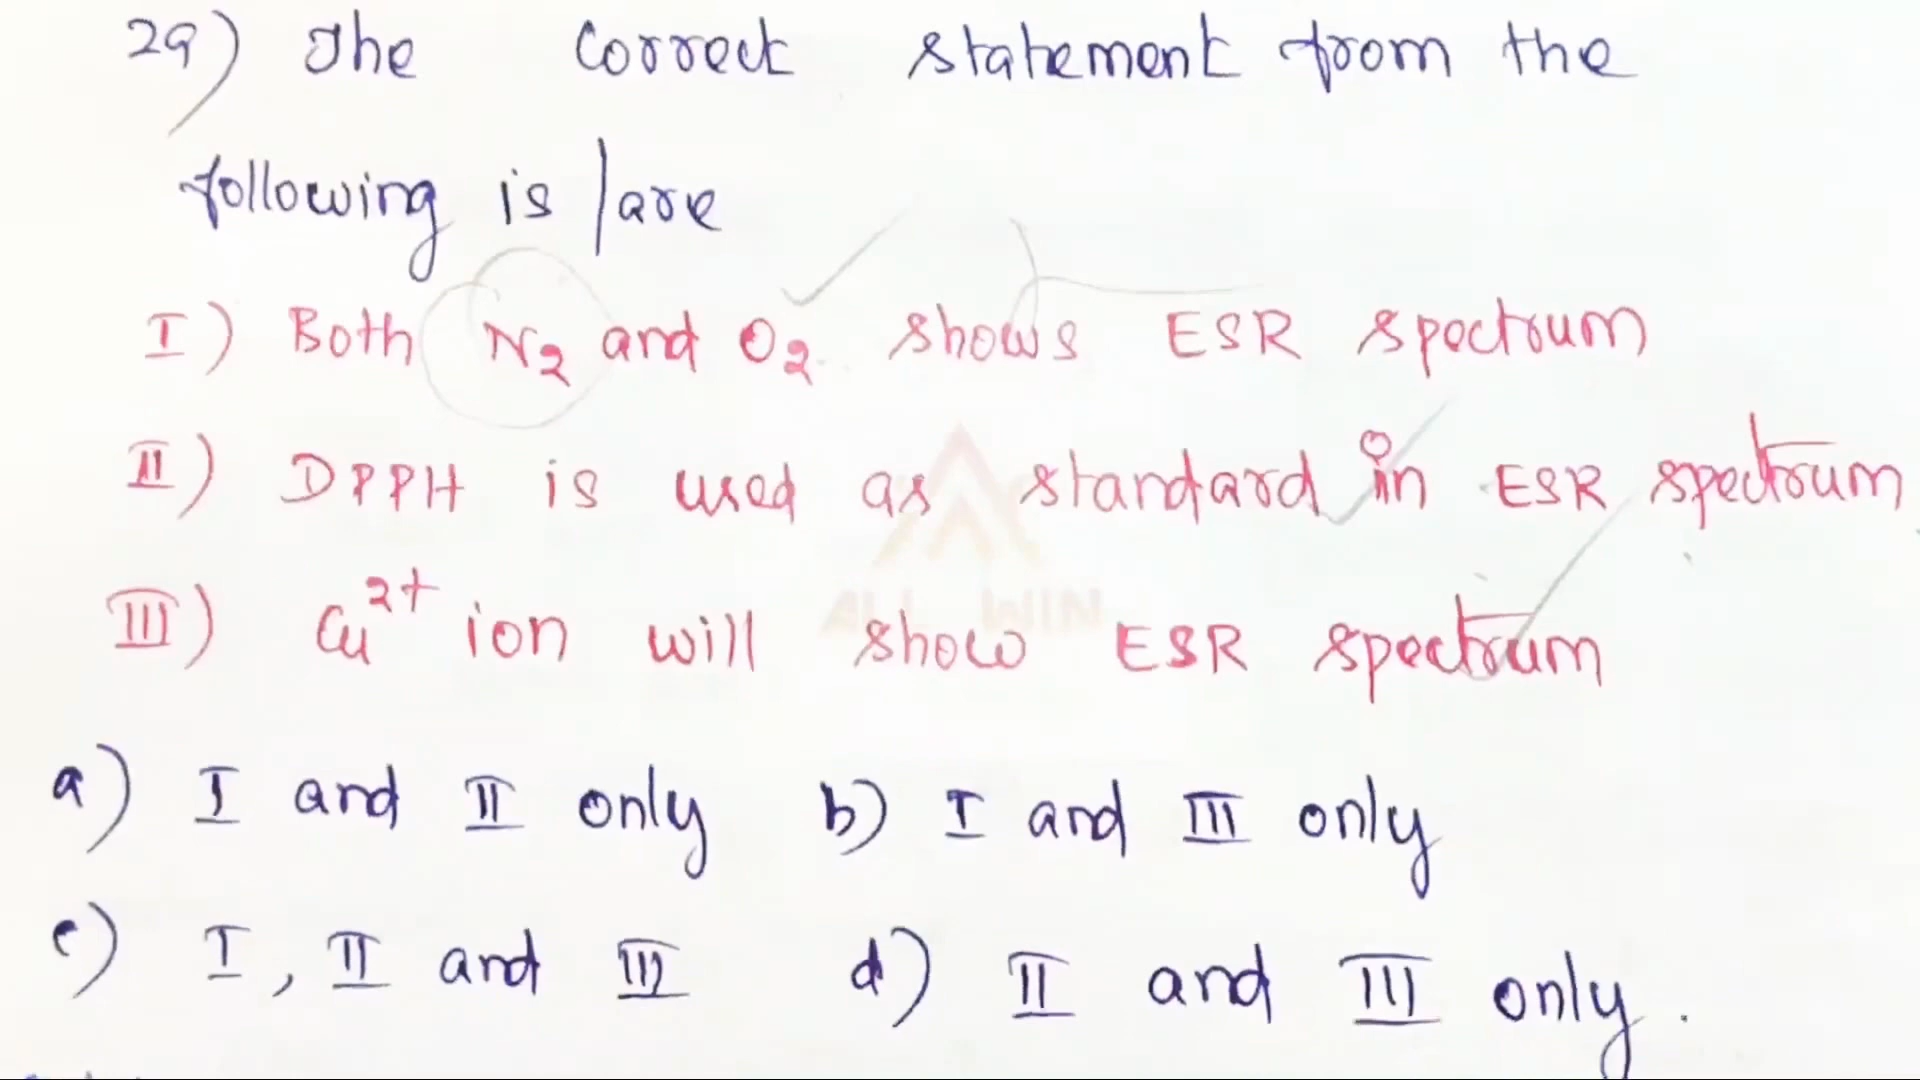 29) The correct statement from the
following is/are
I) Both N2 and O2 shows ESR spectrum
II) DPPH is used as standard in ESR spectrum
ALL WIN
III) Cu2+ ion will show ESR spectrum
a) I and II only b) I and III only
c) I, II and III d) II and III only.